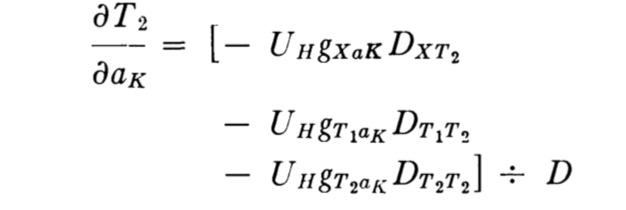 ∂T₂/∂a_K = [− U_H g_{Xa_K} D_{XT₂}
− U_H g_{T₁a_K} D_{T₁T₂}
− U_H g_{T₂a_K} D_{T₂T₂}] ÷ D